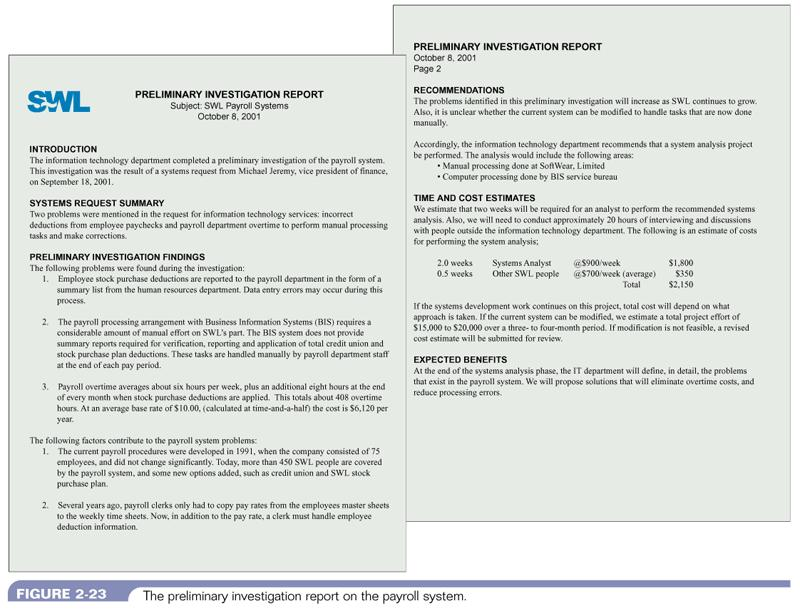 SWL
PRELIMINARY INVESTIGATION REPORT
Subject: SWL Payroll Systems
October 8, 2001
INTRODUCTION
The information technology department completed a preliminary investigation of the payroll system.
This investigation was the result of a systems request from Michael Jeremy, vice president of finance,
on September 18, 2001.
SYSTEMS REQUEST SUMMARY
Two problems were mentioned in the request for information technology services: incorrect
deductions from employee paychecks and payroll department overtime to perform manual processing
tasks and make corrections.
PRELIMINARY INVESTIGATION FINDINGS
The following problems were found during the investigation:
1. Employee stock purchase deductions are reported to the payroll department in the form of a
summary list from the human resources department. Data entry errors may occur during this
process.
2. The payroll processing arrangement with Business Information Systems (BIS) requires a
considerable amount of manual effort on SWL's part. The BIS system does not provide
summary reports required for verification, reporting and application of total credit union and
stock purchase plan deductions. These tasks are handled manually by payroll department staff
at the end of each pay period.
3. Payroll overtime averages about six hours per week, plus an additional eight hours at the end
of every month when stock purchase deductions are applied. This totals about 408 overtime
hours. At an average base rate of $10.00, (calculated at time-and-a-half) the cost is $6,120 per
year.
The following factors contribute to the payroll system problems:
1. The current payroll procedures were developed in 1991, when the company consisted of 75
employees, and did not change significantly. Today, more than 450 SWL people are covered
by the payroll system, and some new options added, such as credit union and SWL stock
purchase plan.
2. Several years ago, payroll clerks only had to copy pay rates from the employees master sheets
to the weekly time sheets. Now, in addition to the pay rate, a clerk must handle employee
deduction information.
PRELIMINARY INVESTIGATION REPORT
October 8, 2001
Page 2
RECOMMENDATIONS
The problems identified in this preliminary investigation will increase as SWL continues to grow.
Also, it is unclear whether the current system can be modified to handle tasks that are now done
manually.
Accordingly, the information technology department recommends that a system analysis project
be performed. The analysis would include the following areas:
• Manual processing done at SoftWear, Limited
• Computer processing done by BIS service bureau
TIME AND COST ESTIMATES
We estimate that two weeks will be required for an analyst to perform the recommended systems
analysis. Also, we will need to conduct approximately 20 hours of interviewing and discussions
with people outside the information technology department. The following is an estimate of costs
for performing the system analysis;
2.0 weeks Systems Analyst @$900/week $1,800
0.5 weeks Other SWL people @$700/week (average) $350
Total $2,150
If the systems development work continues on this project, total cost will depend on what
approach is taken. If the current system can be modified, we estimate a total project effort of
$15,000 to $20,000 over a three- to four-month period. If modification is not feasible, a revised
cost estimate will be submitted for review.
EXPECTED BENEFITS
At the end of the systems analysis phase, the IT department will define, in detail, the problems
that exist in the payroll system. We will propose solutions that will eliminate overtime costs, and
reduce processing errors.
FIGURE 2-23 The preliminary investigation report on the payroll system.